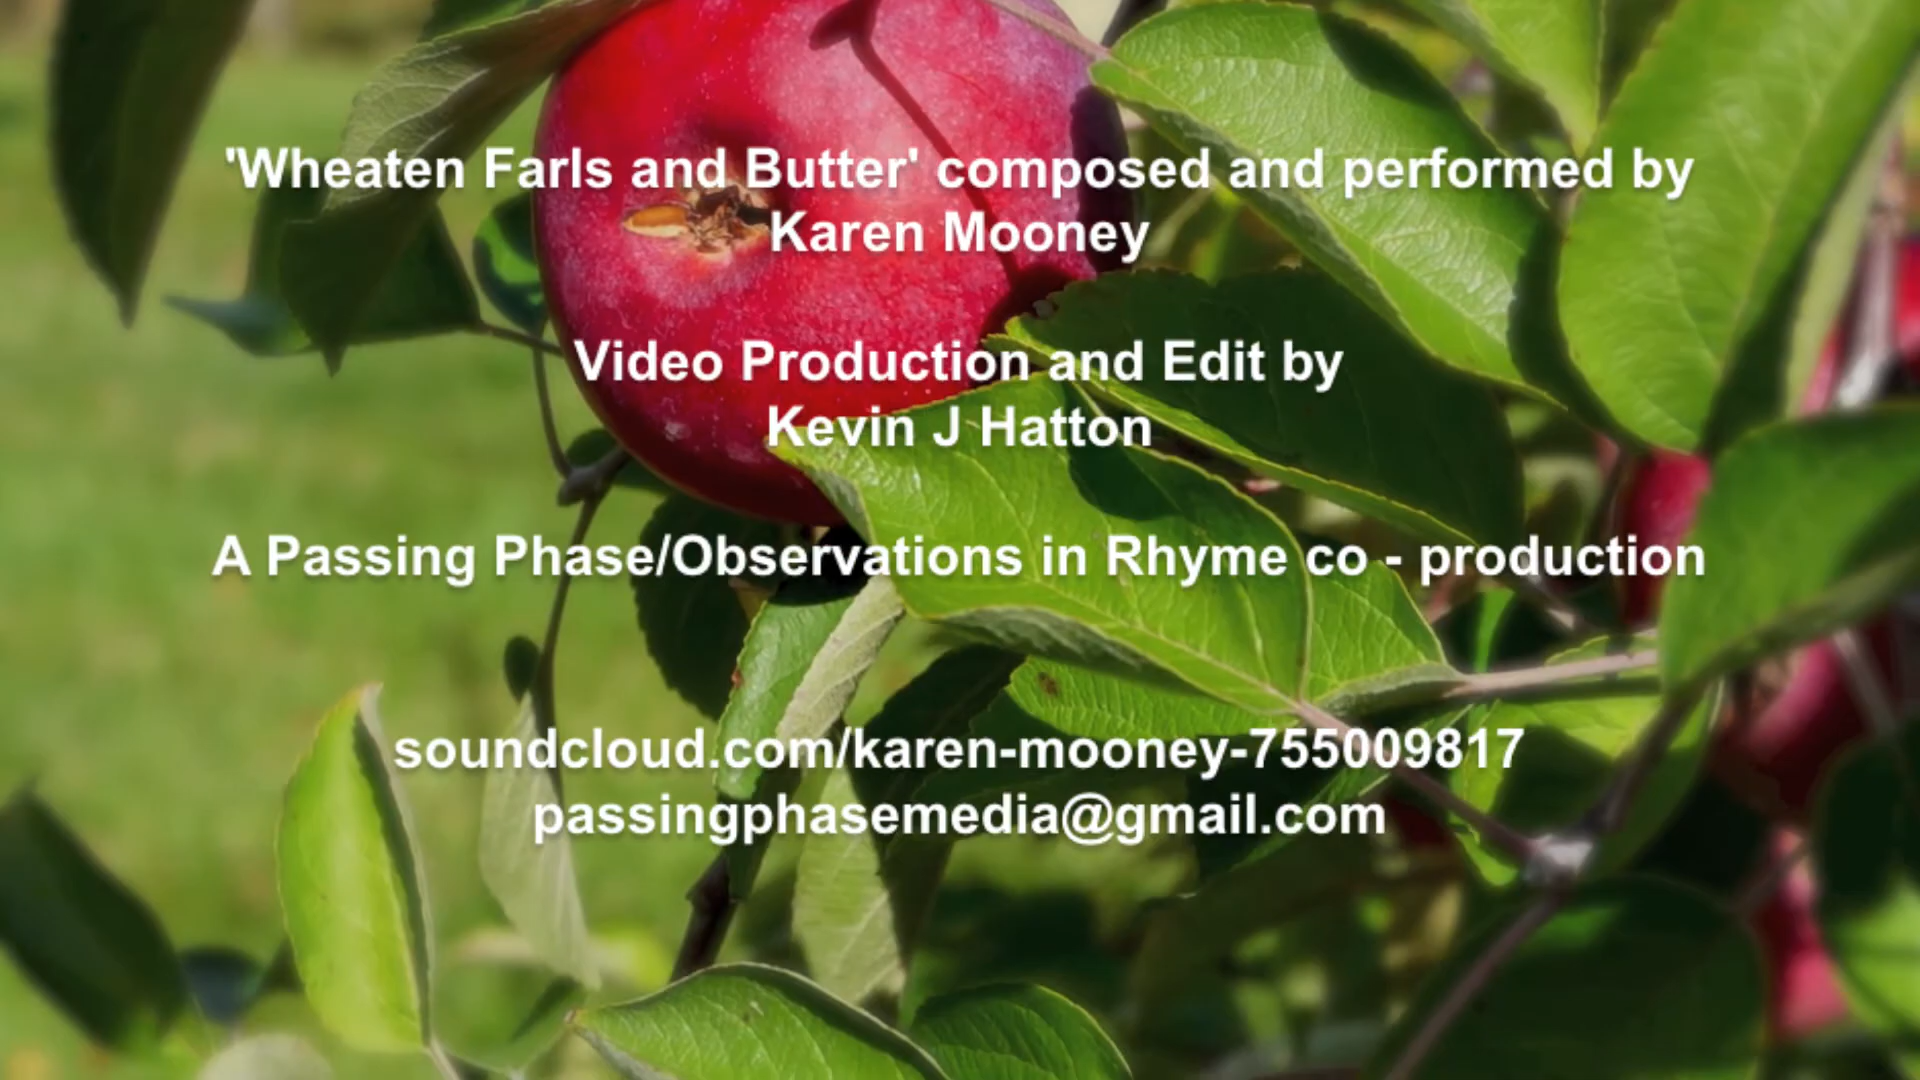 'Wheaten Farls and Butter' composed and performed by
Karen Mooney
Video Production and Edit by
Kevin J Hatton
A Passing Phase/Observations in Rhyme co - production
soundcloud.com/karen-mooney-755009817
passingphasemedia@gmail.com